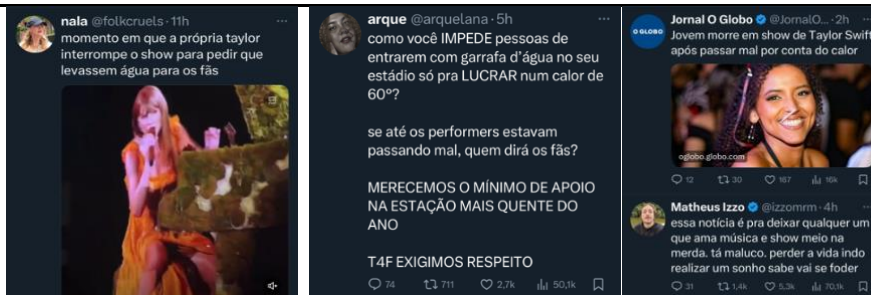 nala @folkcruels · 11h
momento em que a própria taylor
interrompe o show para pedir que
levassem água para os fãs
arque @arquelana · 5h
como você IMPEDE pessoas de
entrarem com garrafa d'água no seu
estádio só pra LUCRAR num calor de
60°?
se até os performers estavam
passando mal, quem dirá os fãs?
MERECEMOS O MÍNIMO DE APOIO
NA ESTAÇÃO MAIS QUENTE DO
ANO
T4F EXIGIMOS RESPEITO
74 711 2,7k 50,1k
O GLOBO
Jornal O Globo @JornalO... · 2h
Jovem morre em show de Taylor Swift
após passar mal por conta do calor
oglobo.globo.com
12 30 167 16k
Matheus Izzo @izzomrm · 4h
essa notícia é pra deixar qualquer um
que ama música e show meio na
merda. tá maluco. perder a vida indo
realizar um sonho sabe vai se foder
31 1,4k 5,3k 70,1k